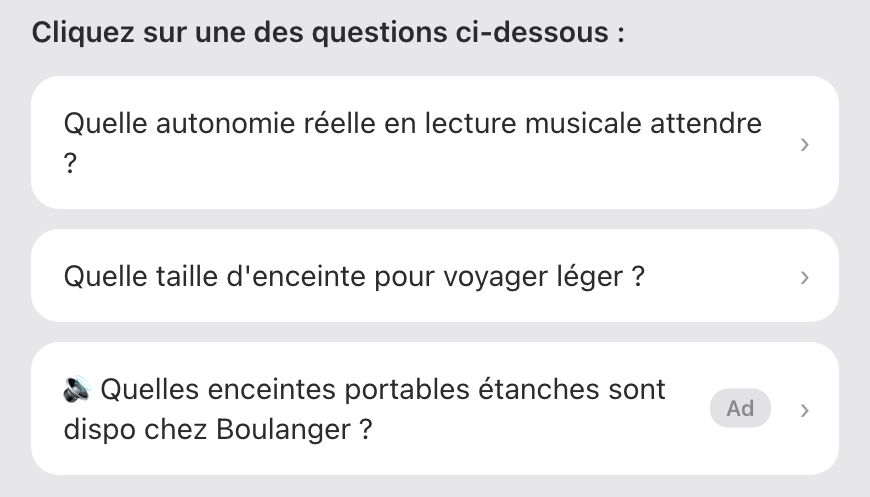 Cliquez sur une des questions ci-dessous :
Quelle autonomie réelle en lecture musicale attendre
?
Quelle taille d'enceinte pour voyager léger ?
🔊 Quelles enceintes portables étanches sont
dispo chez Boulanger ?
Ad